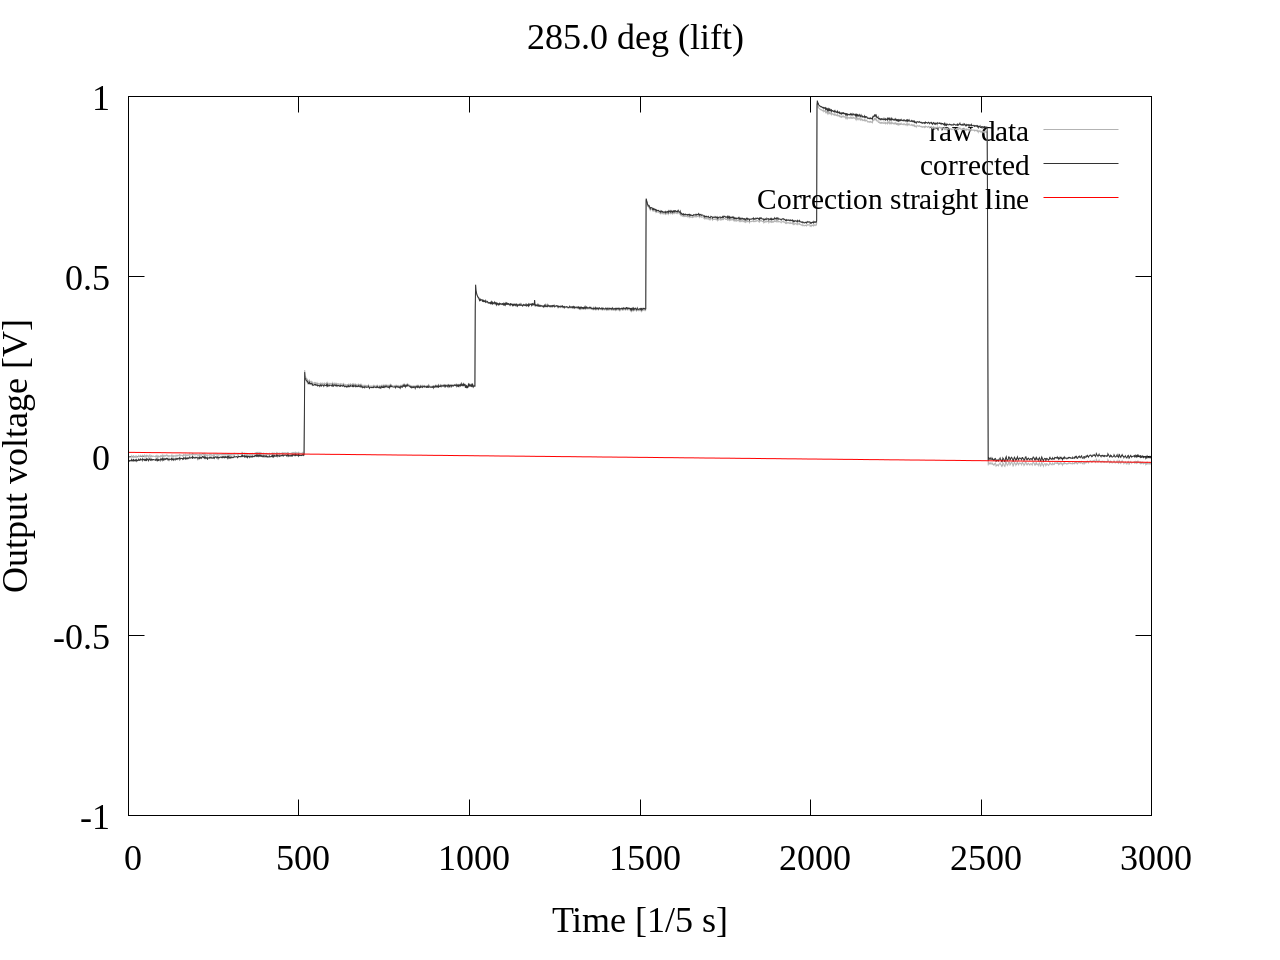 285.0 deg (lift)
1
0.5
0
-0.5
-1
Output voltage [V]
raw data
corrected
Correction straight line
0 500 1000 1500 2000 2500 3000
Time [1/5 s]